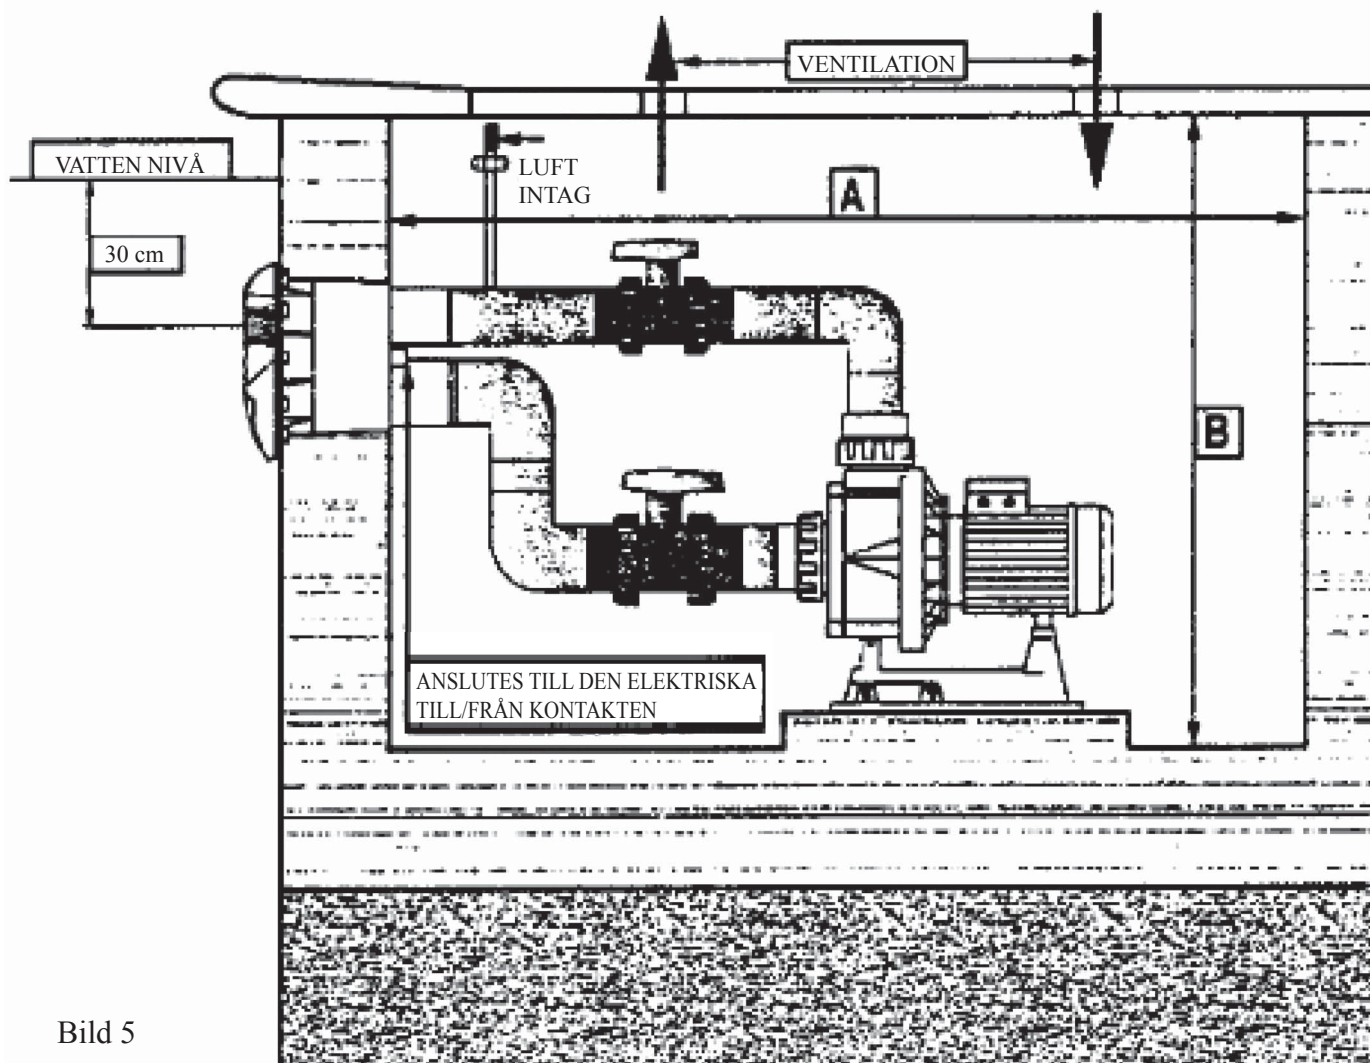 VENTILATION
VATTEN NIVÅ
LUFT
INTAG
A
30 cm
B
ANSLUTES TILL DEN ELEKTRISKA
TILL/FRÅN KONTAKTEN
Bild 5